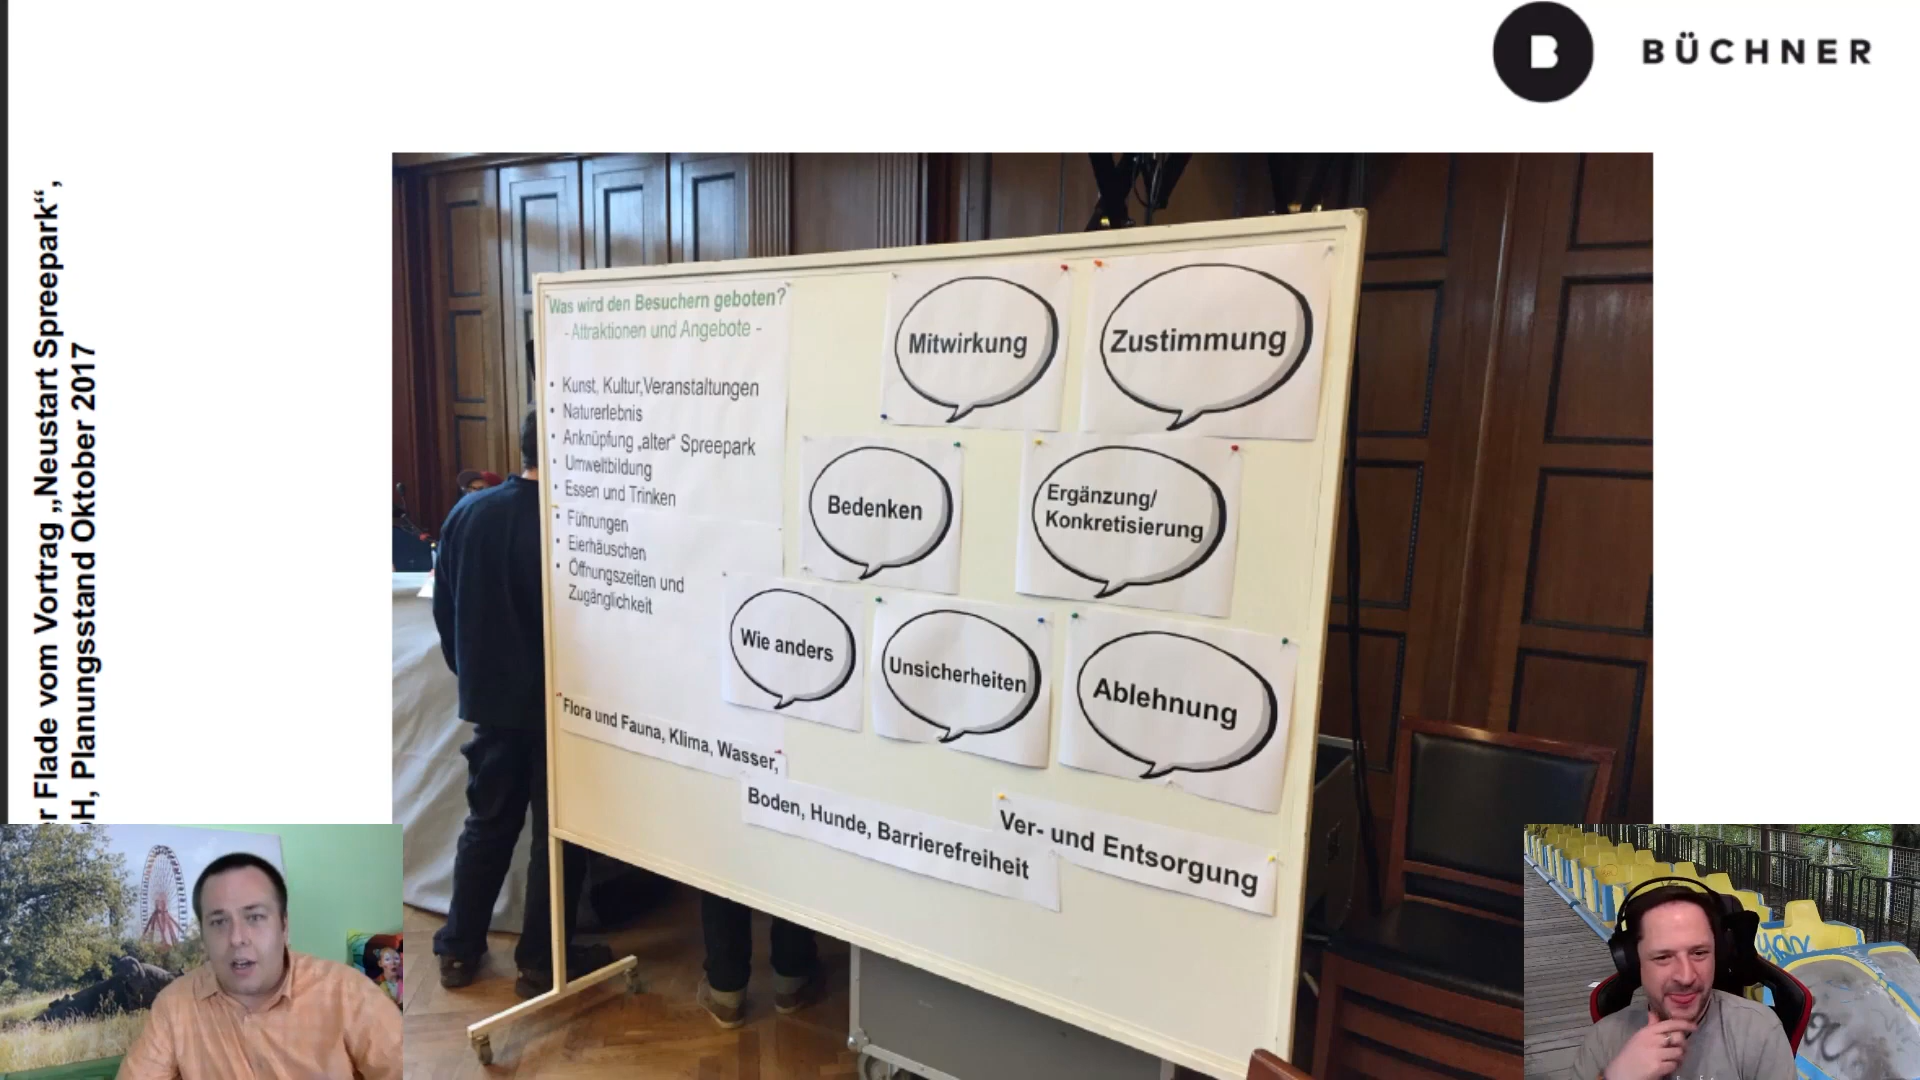 B BÜCHNER
r Flade vom Vortrag „Neustart Spreepark“,
H, Planungsstand Oktober 2017
Was wird den Besuchern geboten?
- Attraktionen und Angebote -
• Kunst, Kultur,Veranstaltungen
• Naturerlebnis
• Anknüpfung „alter“ Spreepark
• Umweltbildung
• Essen und Trinken
• Führungen
• Eierhäuschen
• Öffnungszeiten und
Zugänglichkeit
Mitwirkung
Zustimmung
Bedenken
Ergänzung/
Konkretisierung
Wie anders
Unsicherheiten
Ablehnung
Flora und Fauna, Klima, Wasser,
Boden, Hunde, Barrierefreiheit
Ver- und Entsorgung